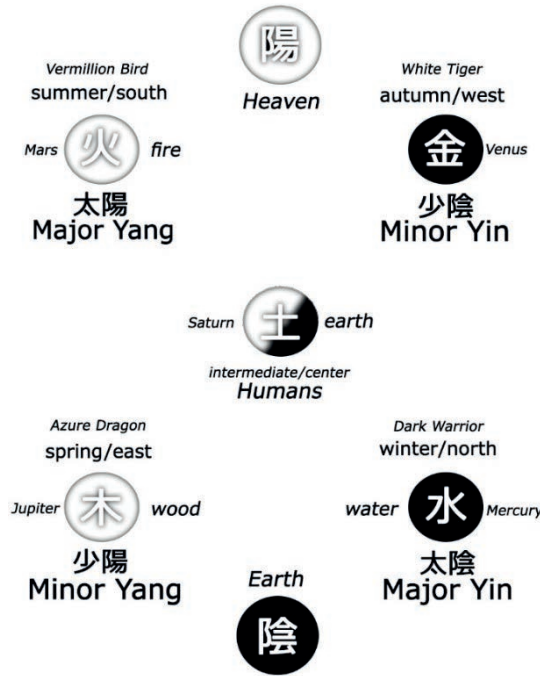 陽
Heaven
Vermillion Bird
summer/south
Mars 火 fire
太陽
Major Yang
White Tiger
autumn/west
金 Venus
少陰
Minor Yin
Saturn 土 earth
intermediate/center
Humans
Azure Dragon
spring/east
Jupiter 木 wood
少陽
Minor Yang
Dark Warrior
winter/north
water 水 Mercury
太陰
Major Yin
Earth
陰